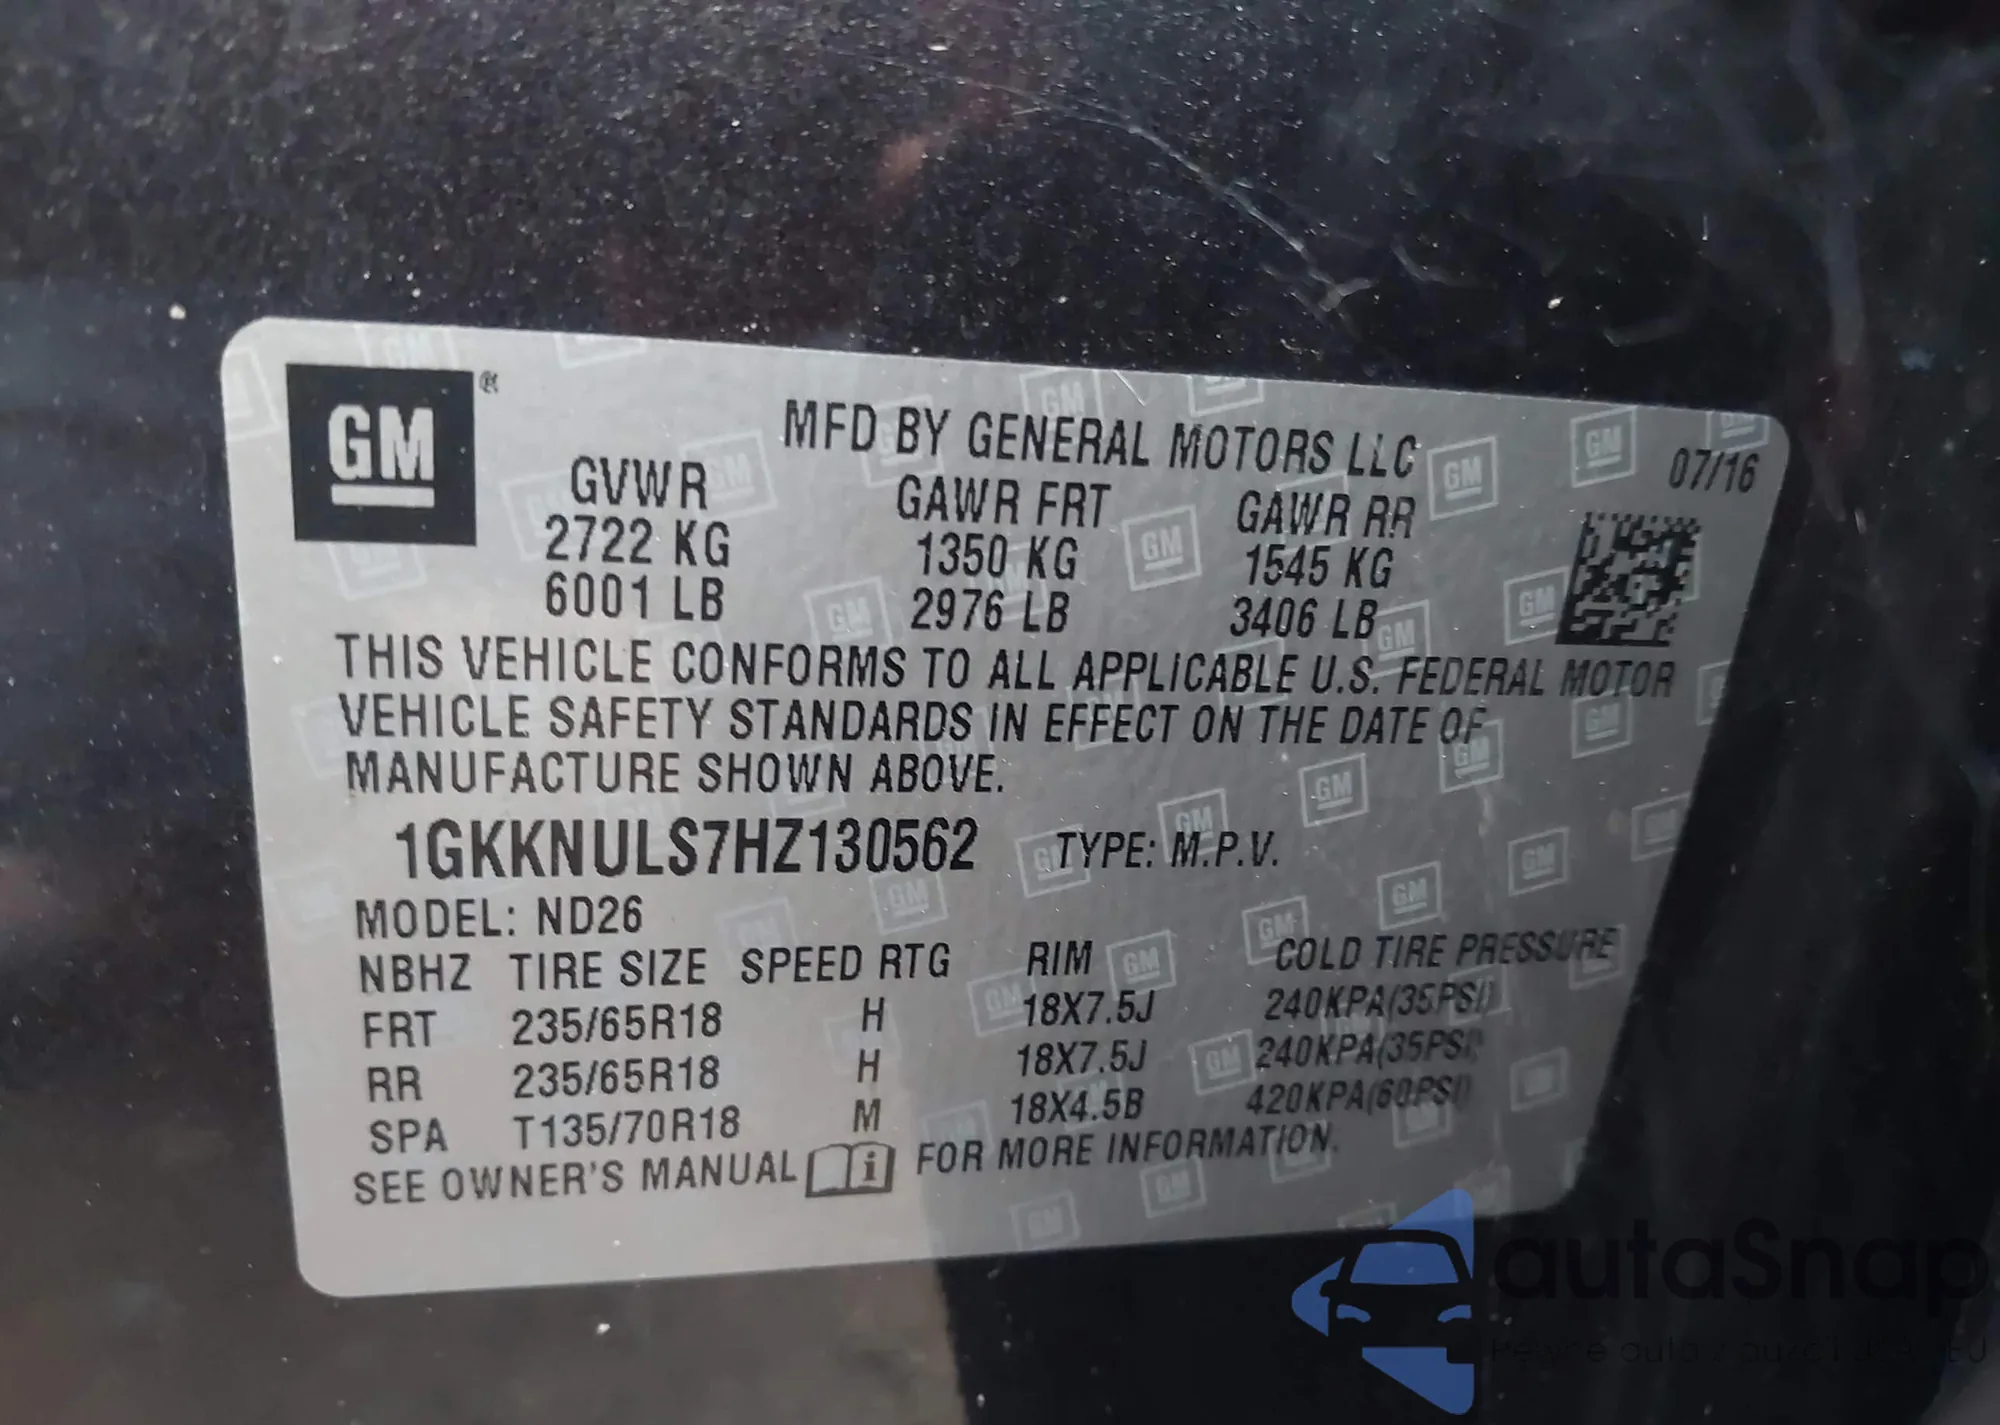 GM ®
MFD BY GENERAL MOTORS LLC
07/16
GVWR GAWR FRT GAWR RR
2722 KG 1350 KG 1545 KG
6001 LB 2976 LB 3406 LB
THIS VEHICLE CONFORMS TO ALL APPLICABLE U.S. FEDERAL MOTOR
VEHICLE SAFETY STANDARDS IN EFFECT ON THE DATE OF
MANUFACTURE SHOWN ABOVE.
1GKKNULS7HZ130562 TYPE: M.P.V.
MODEL: ND26
NBHZ TIRE SIZE SPEED RTG RIM COLD TIRE PRESSURE
FRT 235/65R18 H 18X7.5J 240KPA(35PSI)
RR 235/65R18 H 18X7.5J 240KPA(35PSI)
SPA T135/70R18 M 18X4.5B 420KPA(60PSI)
SEE OWNER'S MANUAL i FOR MORE INFORMATION.
autaSnap
Pewne auta z